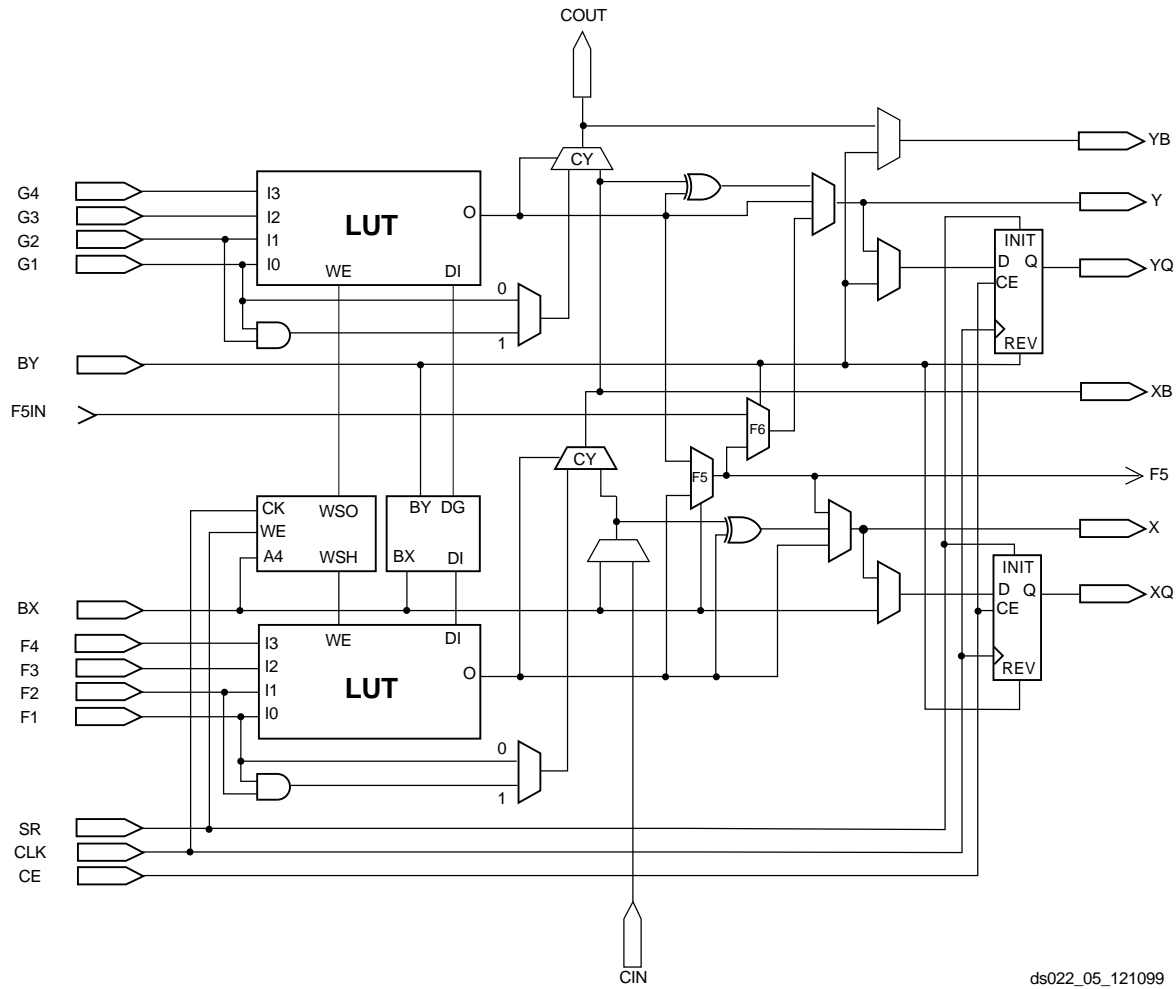 COUT
CY
YB
G4
G3
G2
G1
I3
I2
I1
I0
LUT
O
WE
DI
Y
INIT
D Q
CE
REV
YQ
0
1
BY
XB
F5IN
F6
CY
F5
F5
CK
WE
A4
WSO
WSH
BY DG
BX
DI
X
INIT
D Q
CE
REV
XQ
BX
F4
F3
F2
F1
I3
I2
I1
I0
WE
DI
LUT
O
0
1
SR
CLK
CE
CIN
ds022_05_121099